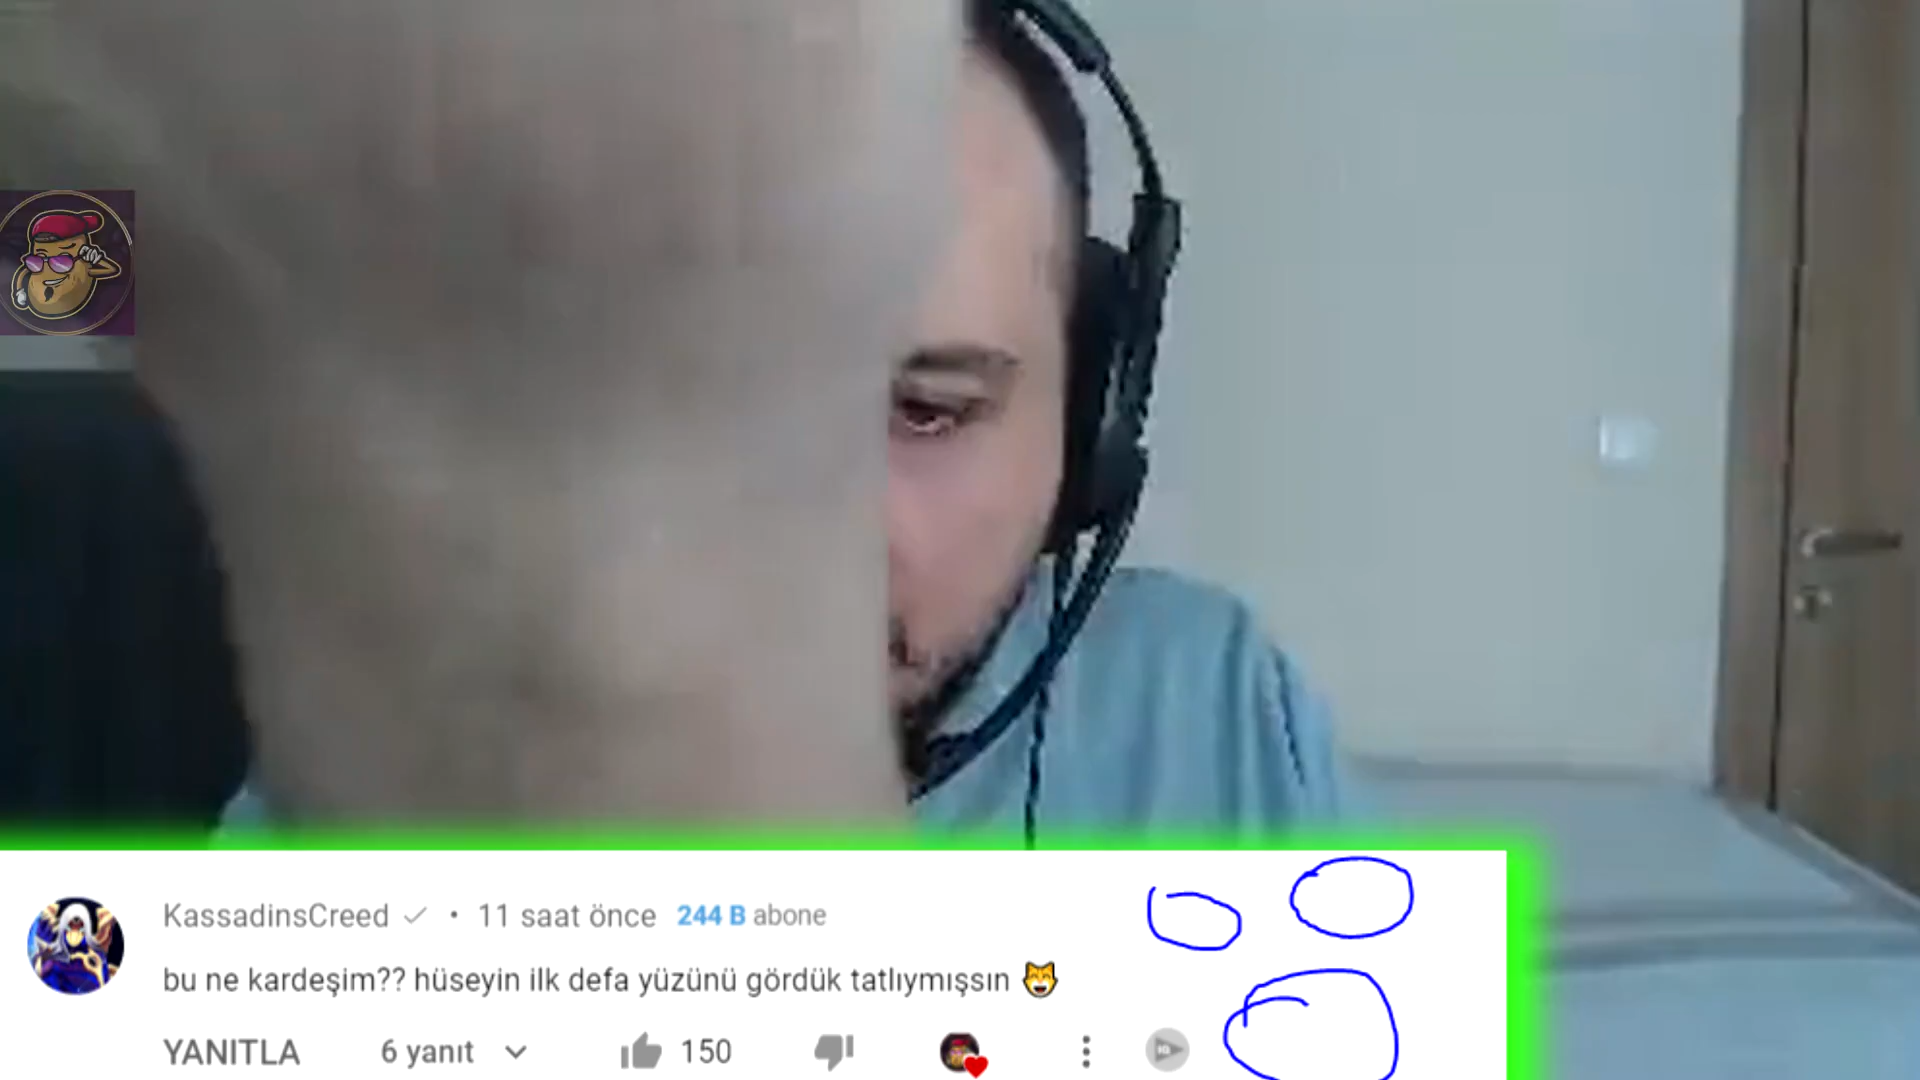 KassadinsCreed ✓ • 11 saat önce 244 B abone
bu ne kardeşim?? hüseyin ilk defa yüzünü gördük tatlıymışsın 😸
YANITLA 6 yanıt 150